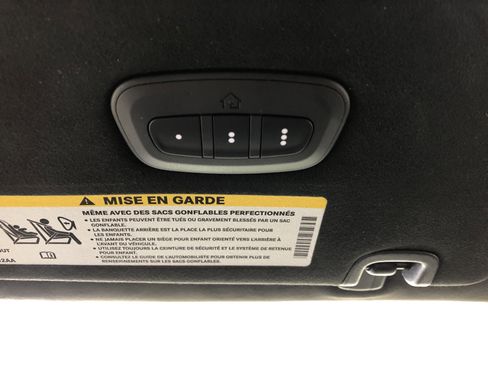 MISE EN GARDE
MÊME AVEC DES SACS GONFLABLES PERFECTIONNÉS
• LES ENFANTS PEUVENT ÊTRE TUÉS OU GRAVEMENT BLESSÉS PAR UN SAC
GONFLABLE.
• LA BANQUETTE ARRIÈRE EST LA PLACE LA PLUS SÉCURITAIRE POUR
LES ENFANTS.
• NE JAMAIS PLACER UN SIÈGE POUR ENFANT ORIENTÉ VERS L'ARRIÈRE À
L'AVANT DU VÉHICULE.
• UTILISEZ TOUJOURS LA CEINTURE DE SÉCURITÉ ET LE SYSTÈME DE RETENUE
POUR ENFANTS.
• CONSULTEZ LE GUIDE DE L'AUTOMOBILISTE POUR OBTENIR PLUS DE
RENSEIGNEMENTS SUR LES SACS GONFLABLES.
OUT
02AA